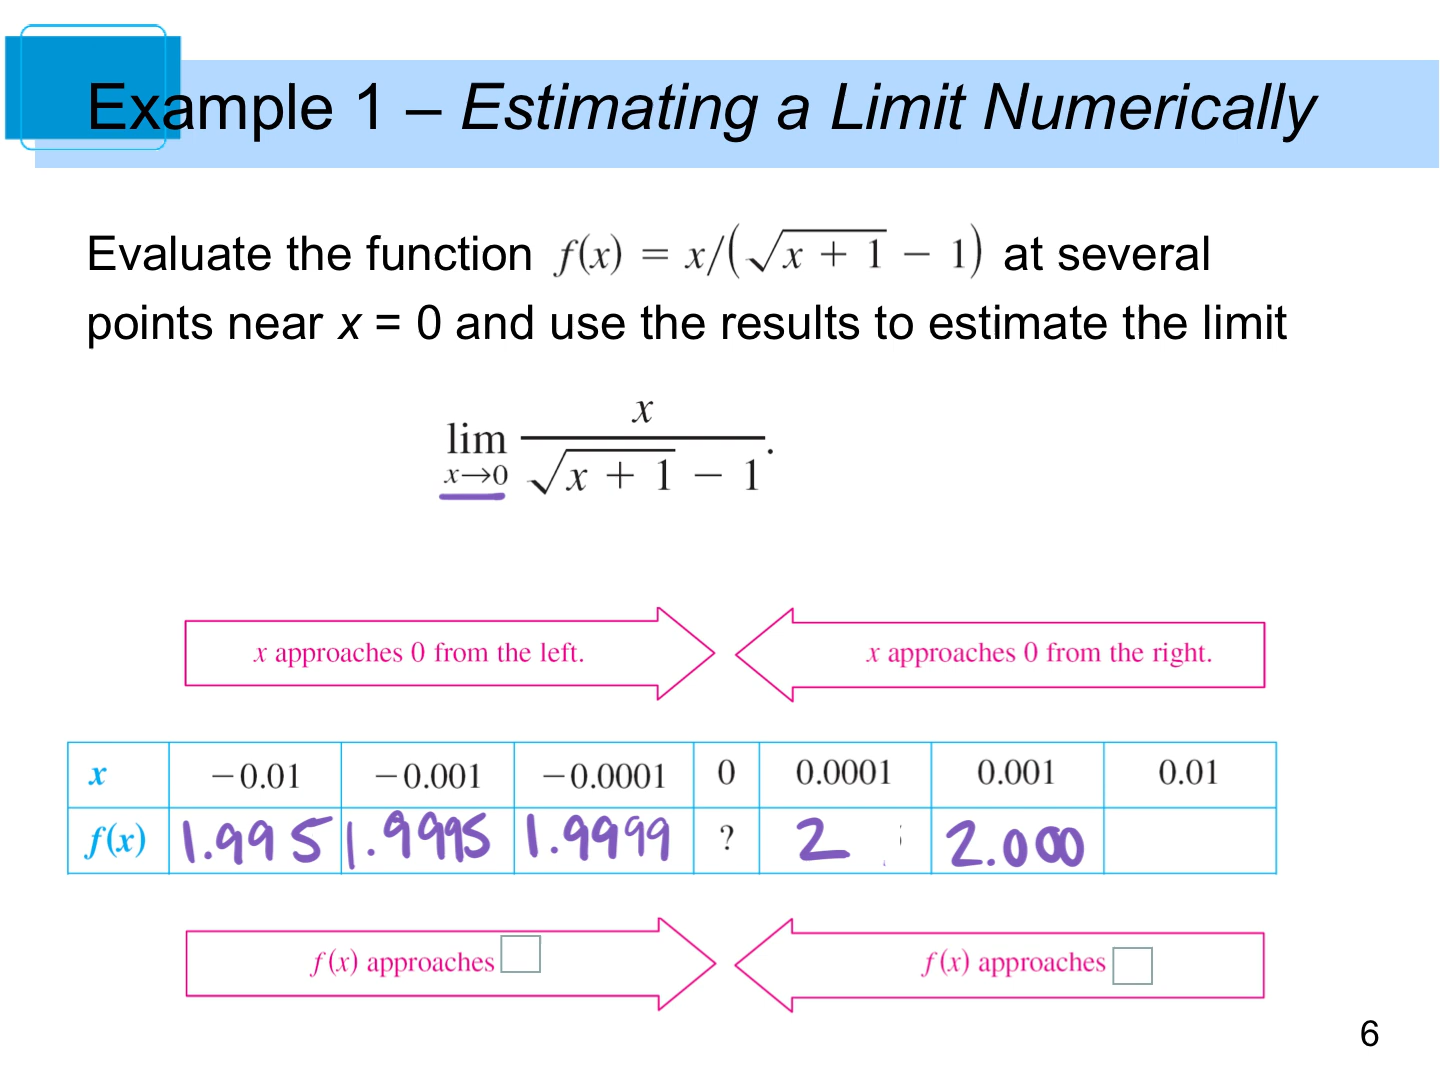 Example 1 – Estimating a Limit Numerically
Evaluate the function f(x) = x/(√x + 1 − 1) at several
points near x = 0 and use the results to estimate the limit
lim x→0 x / √x + 1 − 1.
x approaches 0 from the left. x approaches 0 from the right.
x −0.01 −0.001 −0.0001 0 0.0001 0.001 0.01
f(x) 1.995 1.9995 1.9999 ? 2 2.000
f(x) approaches f(x) approaches
6